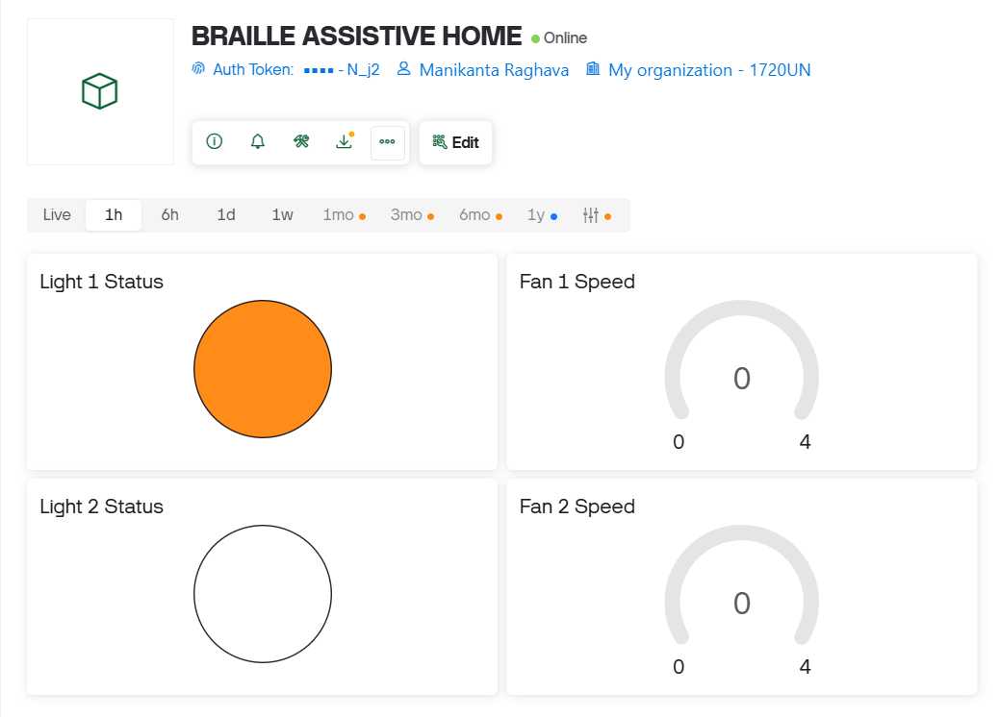 BRAILLE ASSISTIVE HOME Online
Auth Token: ▪▪▪▪ - N_j2 Manikanta Raghava My organization - 1720UN
Edit
Live 1h 6h 1d 1w 1mo 3mo 6mo 1y
Light 1 Status
Fan 1 Speed
0
0 4
Light 2 Status
Fan 2 Speed
0
0 4